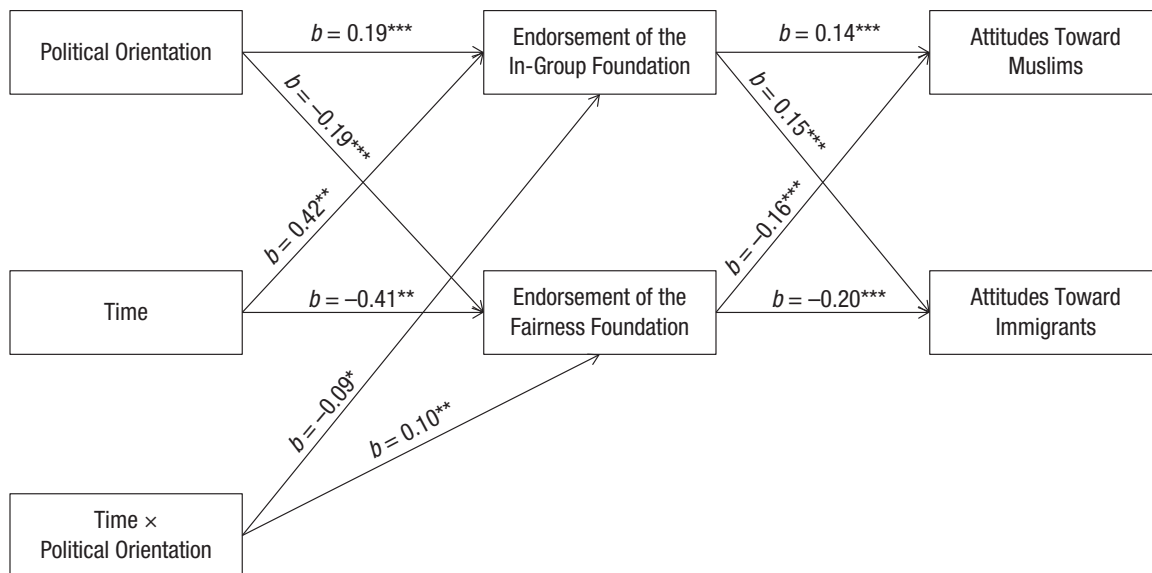 Political Orientation
b = 0.19***
Endorsement of the
In-Group Foundation
b = 0.14***
Attitudes Toward
Muslims
b = –0.19***
b = 0.15***
b = 0.42**
b = –0.16***
Time
b = –0.41**
Endorsement of the
Fairness Foundation
b = –0.20***
Attitudes Toward
Immigrants
b = –0.09*
b = 0.10**
Time ×
Political Orientation